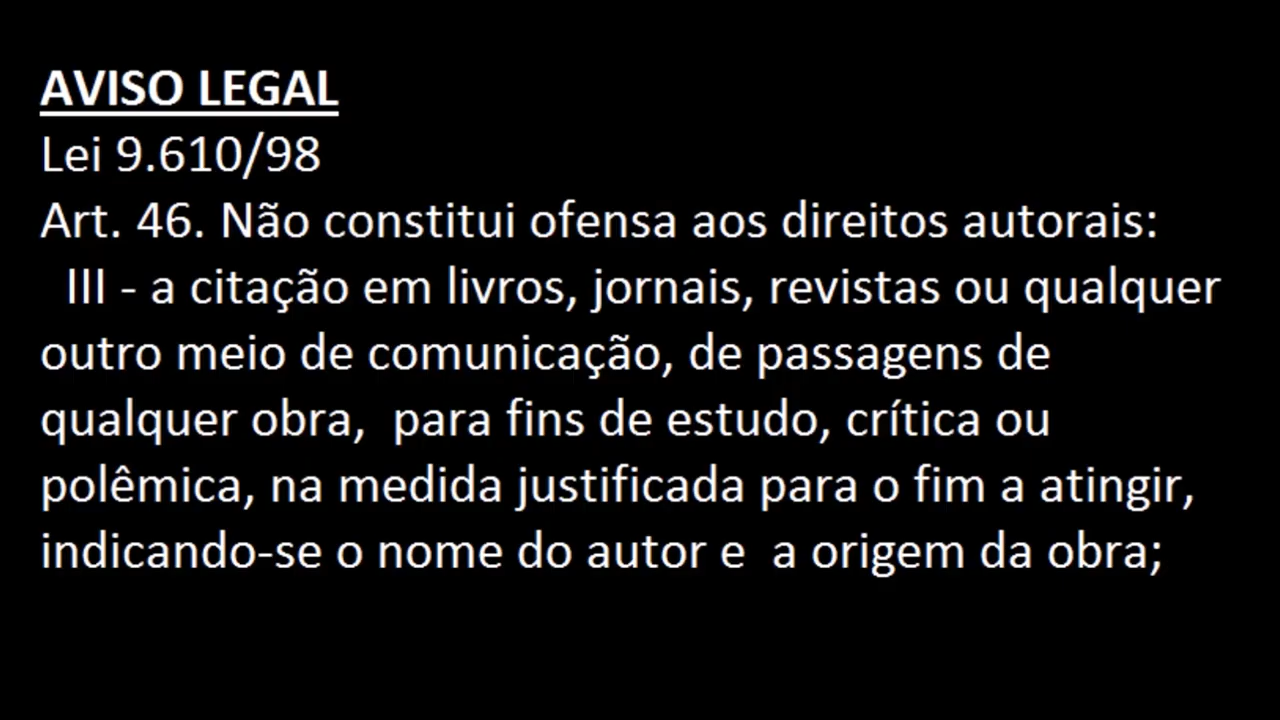 AVISO LEGAL
Lei 9.610/98
Art. 46. Não constitui ofensa aos direitos autorais:
III - a citação em livros, jornais, revistas ou qualquer
outro meio de comunicação, de passagens de
qualquer obra,  para fins de estudo, crítica ou
polêmica, na medida justificada para o fim a atingir,
indicando-se o nome do autor e  a origem da obra;